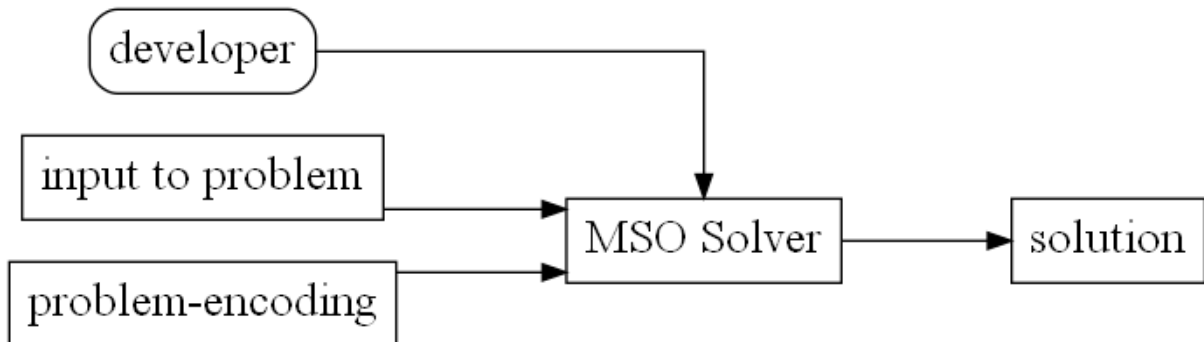 developer
input to problem
MSO Solver
solution
problem-encoding